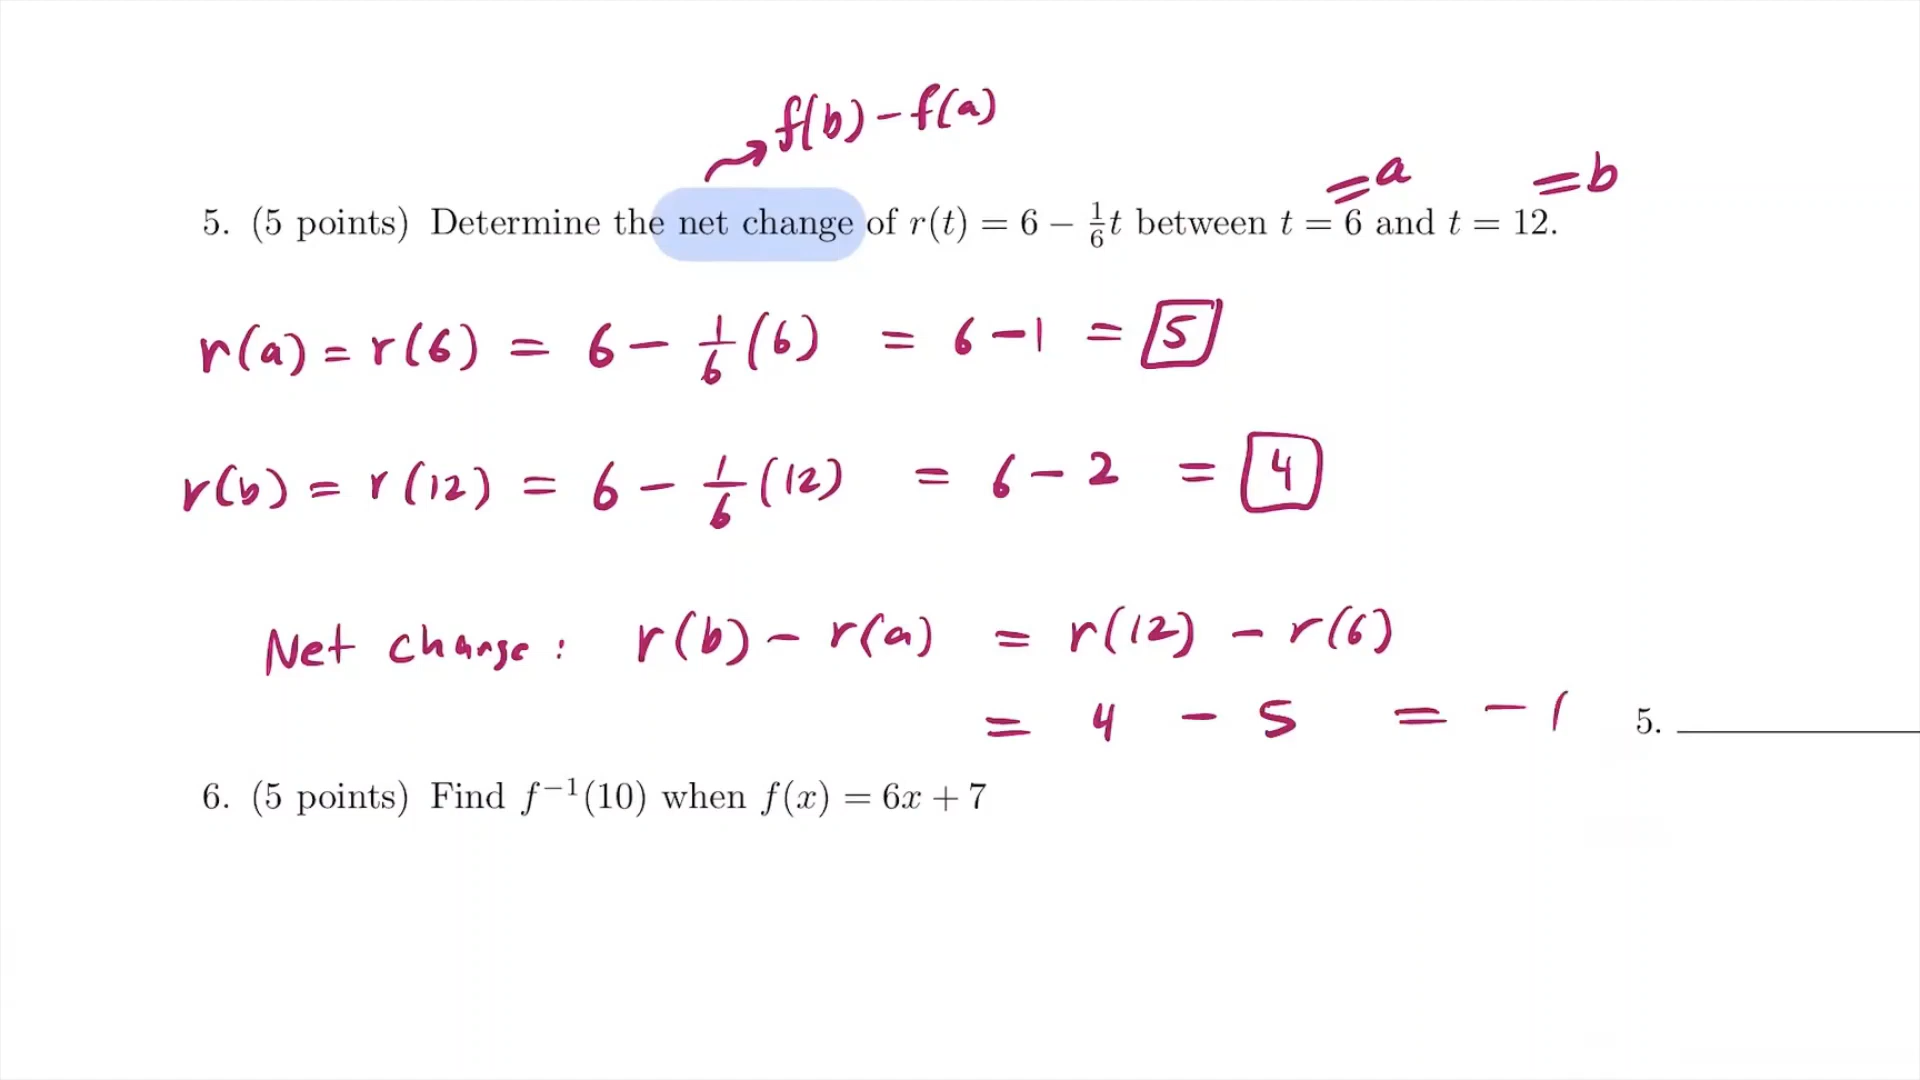 f(b) - f(a)
= a = b
5. (5 points) Determine the net change of r(t) = 6 − 1/6 t between t = 6 and t = 12.
r(a) = r(6) = 6 - 1/6 (6) = 6 - 1 = 5
r(b) = r(12) = 6 - 1/6 (12) = 6 - 2 = 4
Net change: r(b) - r(a) = r(12) - r(6)
= 4 - 5 = -1
5.
6. (5 points) Find f⁻¹(10) when f(x) = 6x + 7